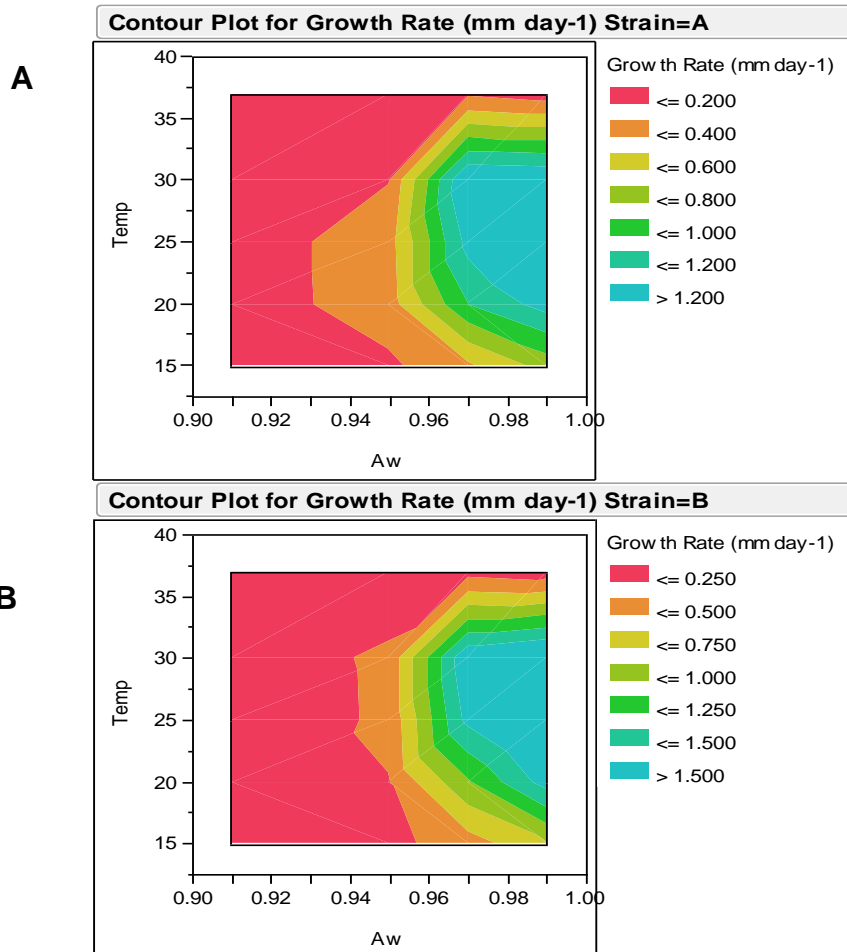 Contour Plot for Growth Rate (mm day-1) Strain=A
A
40
35
30
25
20
15
Temp
0.90 0.92 0.94 0.96 0.98 1.00
Aw
Growth Rate (mm day-1)
<= 0.200
<= 0.400
<= 0.600
<= 0.800
<= 1.000
<= 1.200
> 1.200
Contour Plot for Growth Rate (mm day-1) Strain=B
B
40
35
30
25
20
15
Temp
0.90 0.92 0.94 0.96 0.98 1.00
Aw
Growth Rate (mm day-1)
<= 0.250
<= 0.500
<= 0.750
<= 1.000
<= 1.250
<= 1.500
> 1.500